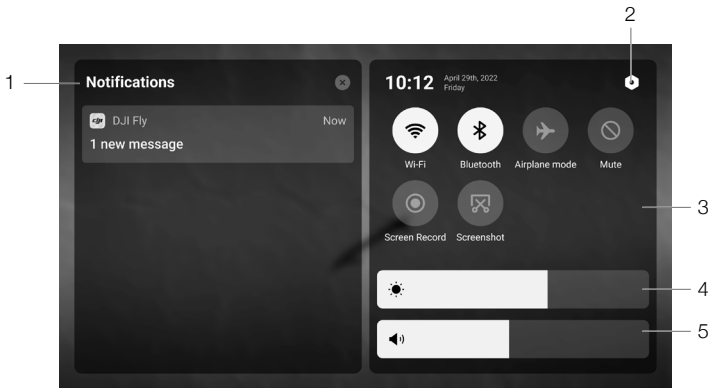 2
1
Notifications
10:12
April 29th, 2022
Friday
dji
DJI Fly
Now
1 new message
Wi-Fi
Bluetooth
Airplane mode
Mute
3
Screen Record
Screenshot
4
5